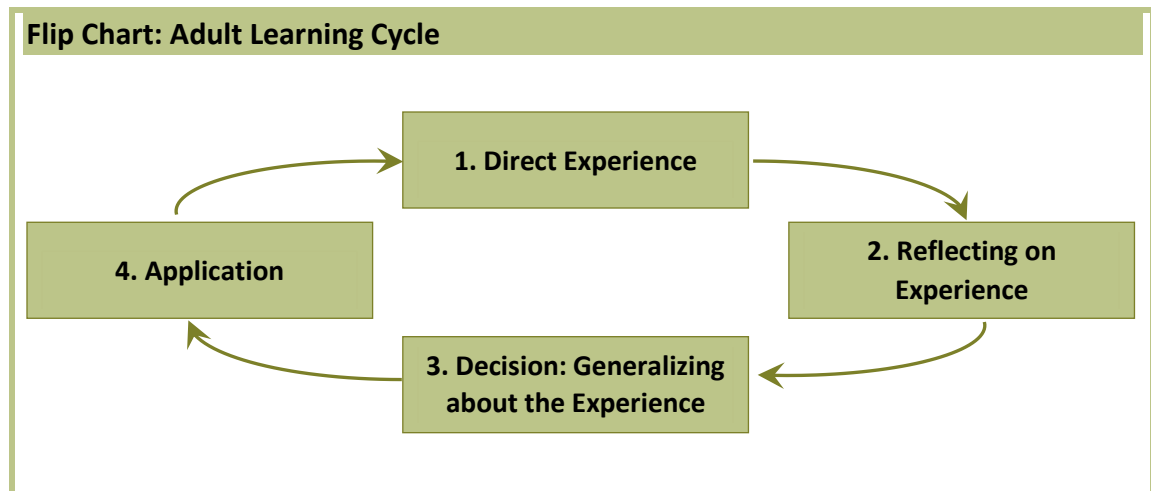 Flip Chart: Adult Learning Cycle
1. Direct Experience
2. Reflecting on
Experience
3. Decision: Generalizing
about the Experience
4. Application